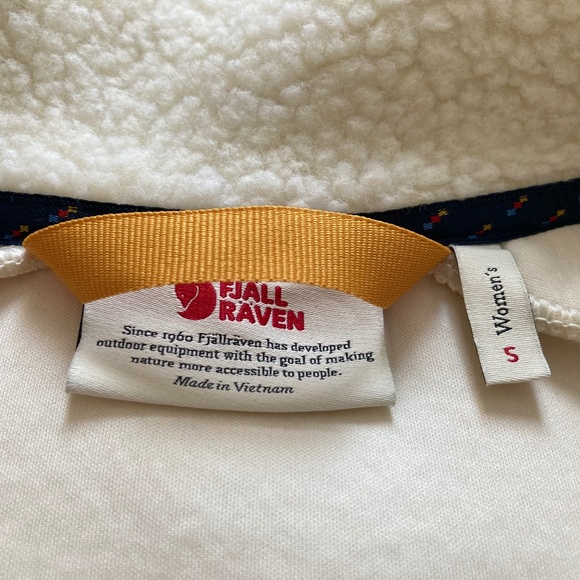 FJALL
RAVEN
Since 1960 Fjällräven has developed
outdoor equipment with the goal of making
nature more accessible to people.
Made in Vietnam
Women's
S